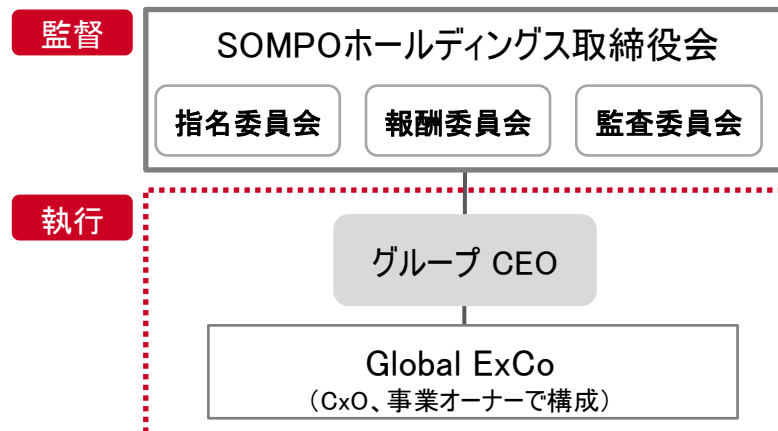 監督
SOMPOホールディングス取締役会
指名委員会
報酬委員会
監査委員会
執行
グループ CEO
Global ExCo
（CxO、事業オーナーで構成）